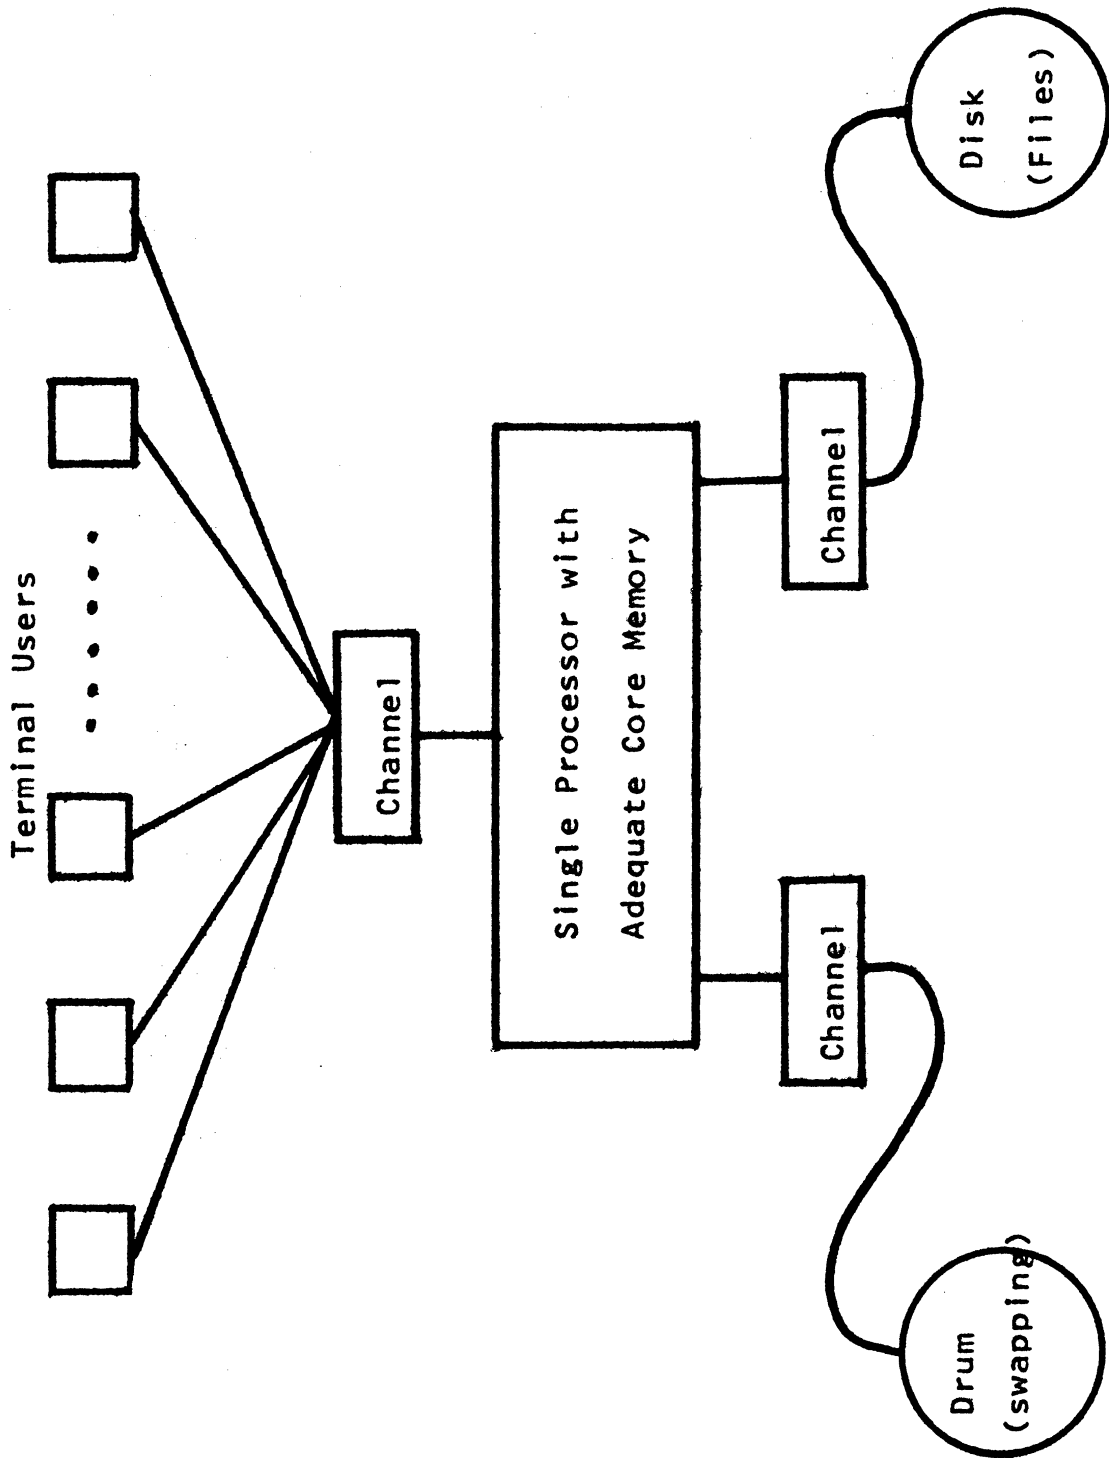 Terminal Users
Channel
Single Processor with
Adequate Core Memory
Channel
Channel
Drum
(swapping)
Disk
(Files)